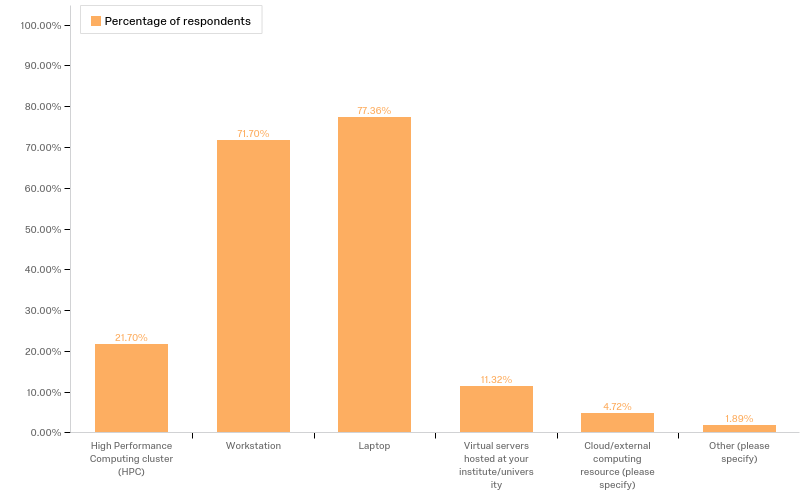 Percentage of respondents
100.00%
90.00%
80.00%
70.00%
60.00%
50.00%
40.00%
30.00%
20.00%
10.00%
0.00%
21.70%
71.70%
77.36%
11.32%
4.72%
1.89%
High Performance
Computing cluster
(HPC)
Workstation
Laptop
Virtual servers
hosted at your
institute/univers
ity
Cloud/external
computing
resource (please
specify)
Other (please
specify)